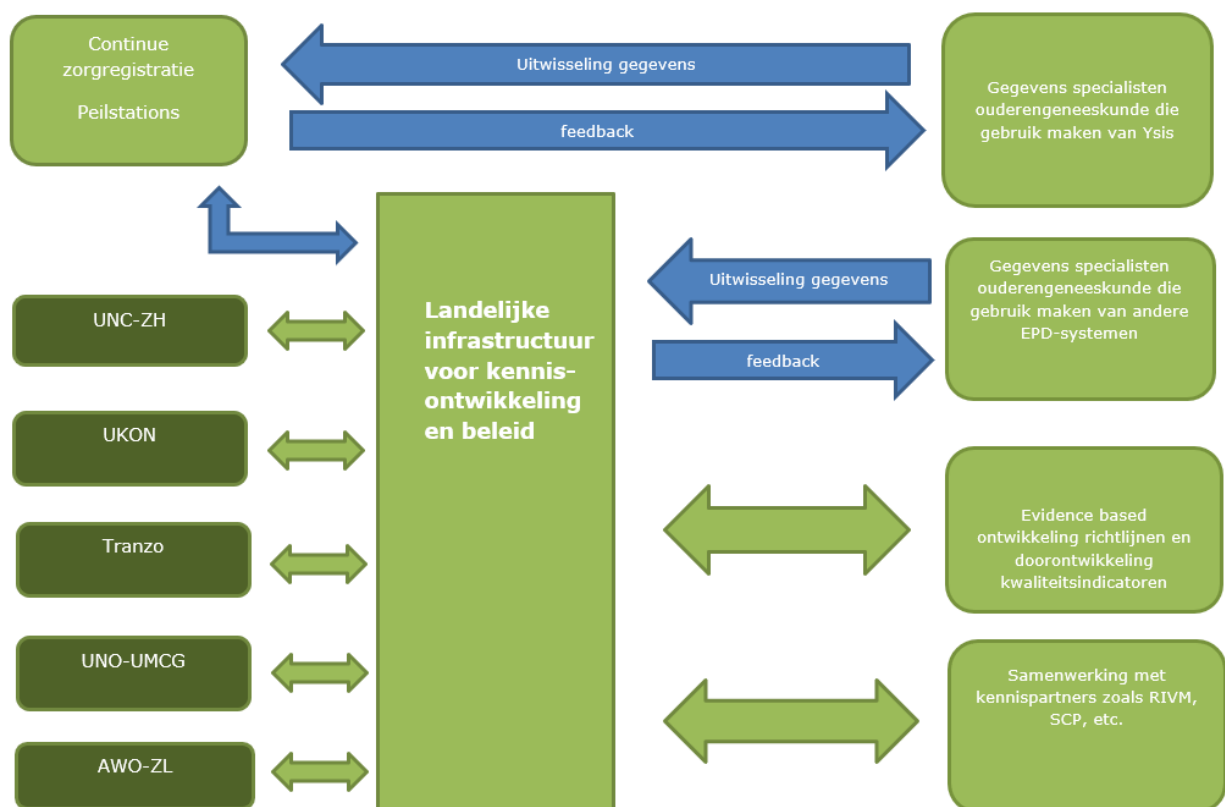 Continue
zorgregistratie
Peilstations
Uitwisseling gegevens
feedback
Gegevens specialisten
ouderengeneeskunde die
gebruik maken van Ysis
Landelijke
infrastructuur
voor kennis-
ontwikkeling
en beleid
Uitwisseling gegevens
feedback
Gegevens specialisten
ouderengeneeskunde die
gebruik maken van andere
EPD-systemen
UNC-ZH
UKON
Tranzo
UNO-UMCG
AWO-ZL
Evidence based
ontwikkeling richtlijnen en
doorontwikkeling
kwaliteitsindicatoren
Samenwerking met
kennispartners zoals RIVM,
SCP, etc.